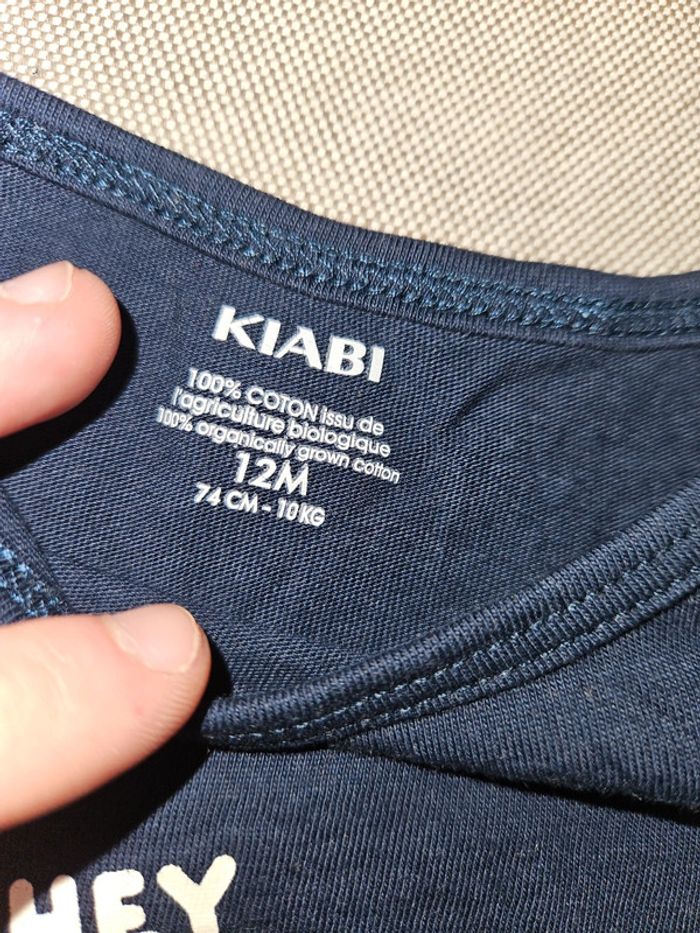 KIABI
100% COTON issu de
l'agriculture biologique
100% organically grown cotton
12M
74 CM - 10 KG
HEY